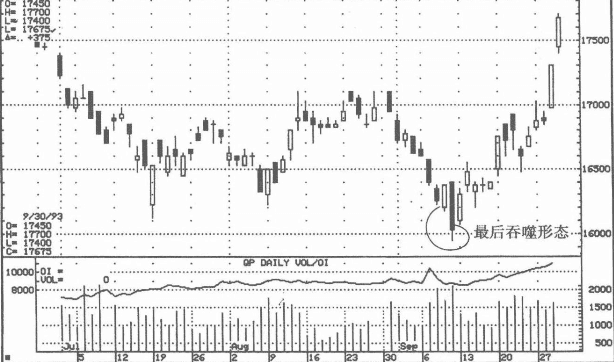 O= 17450
H= 17700
L= 17400
L= 17675
Δ= +375
17500
17000
16500
9/30/93
O= 17450
H= 17700
L= 17400
C= 17675
最后吞噬形态
16000
QP DAILY VOL/OI
10000 OI =
VOL= 0
8000
2000
1500
1000
500
Jul Aug Sep
5 12 19 26 2 9 16 23 30 6 13 20 27